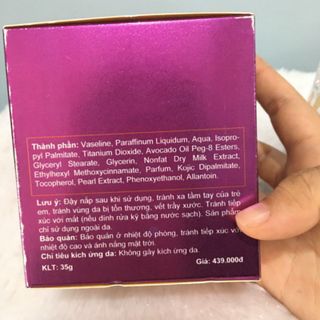 Thành phần: Vaseline, Paraffinum Liquidum, Aqua, Isopro-
pyl Palmitate, Titanium Dioxide, Avocado Oil Peg-8 Esters,
Glyceryl Stearate, Glycerin, Nonfat Dry Milk Extract,
Ethylhexyl Methoxycinnamate, Parfum, Kojic Dipalmitate,
Tocopherol, Pearl Extract, Phenoxyethanol, Allantoin.
Lưu ý: Đậy nắp sau khi sử dụng, tránh xa tầm tay của trẻ
em, tránh vùng da bị tổn thương, vết trầy xước. Tránh tiếp
xúc với mắt (nếu dính rửa kỹ bằng nước sạch). Sản phẩm
chỉ sử dụng ngoài da.
Bảo quản: Bảo quản ở nhiệt độ phòng, tránh tiếp xúc với
nhiệt độ cao và ánh nắng mặt trời.
Chỉ tiêu kích ứng da: Không gây kích ứng da.
KLT: 35g Giá: 439.000đ